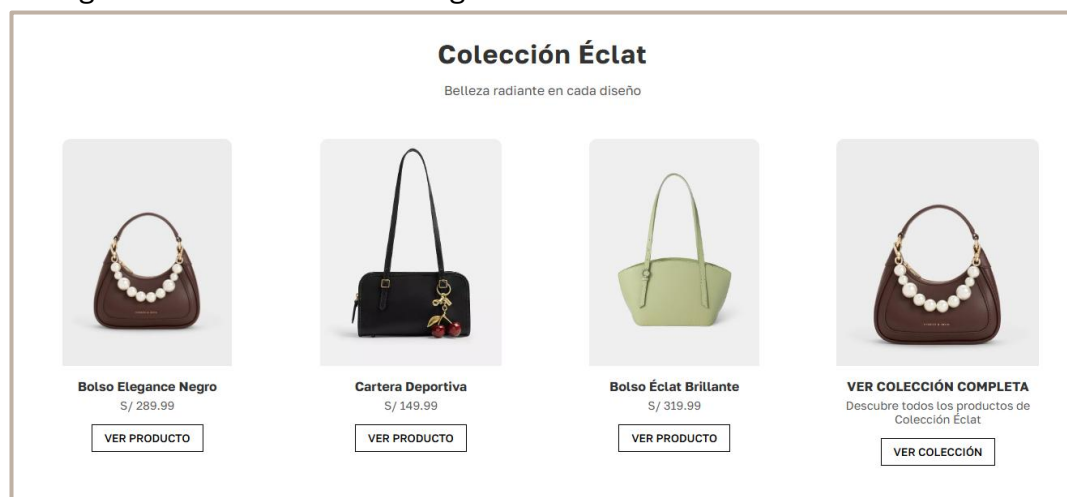 Colección Éclat
Belleza radiante en cada diseño
Bolso Elegance Negro
S/ 289.99
VER PRODUCTO
Cartera Deportiva
S/ 149.99
VER PRODUCTO
Bolso Éclat Brillante
S/ 319.99
VER PRODUCTO
VER COLECCIÓN COMPLETA
Descubre todos los productos de
Colección Éclat
VER COLECCIÓN